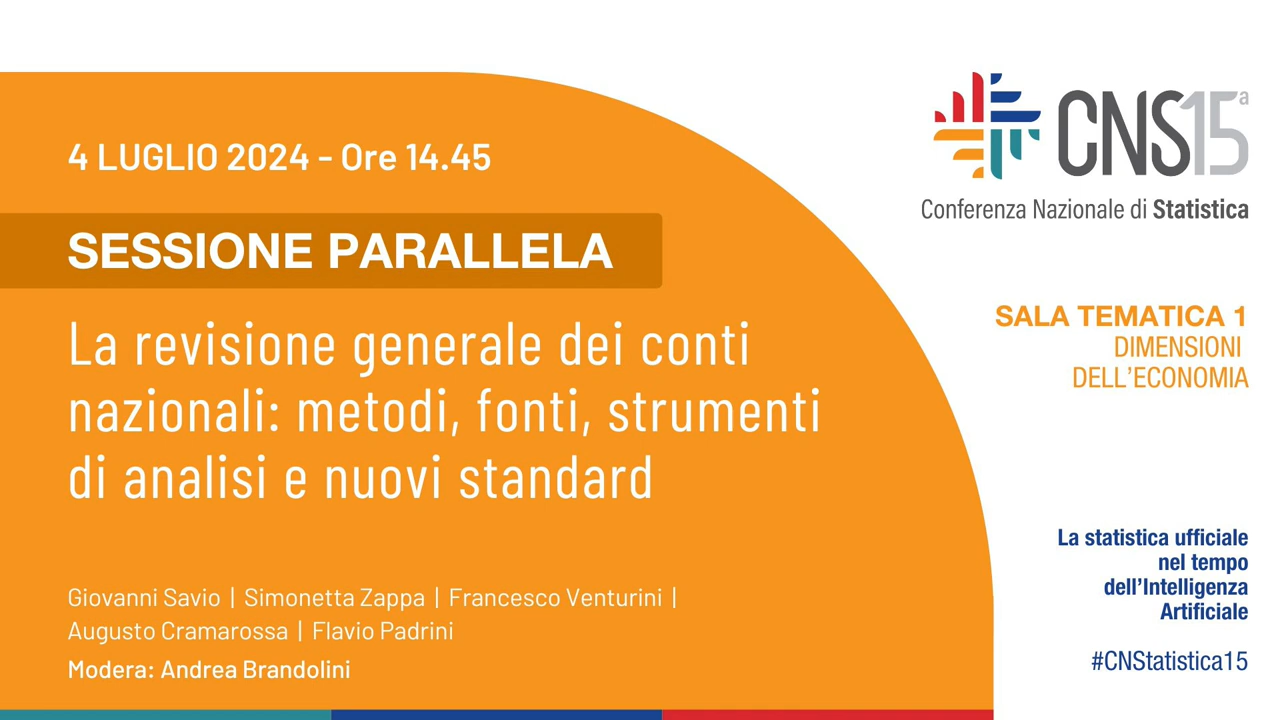 4 LUGLIO 2024 - Ore 14.45
SESSIONE PARALLELA
La revisione generale dei conti
nazionali: metodi, fonti, strumenti
di analisi e nuovi standard
Giovanni Savio | Simonetta Zappa | Francesco Venturini |
Augusto Cramarossa | Flavio Padrini
Modera: Andrea Brandolini
CNS15ª
Conferenza Nazionale di Statistica
SALA TEMATICA 1
DIMENSIONI
DELL'ECONOMIA
La statistica ufficiale
nel tempo
dell'Intelligenza
Artificiale
#CNStatistica15